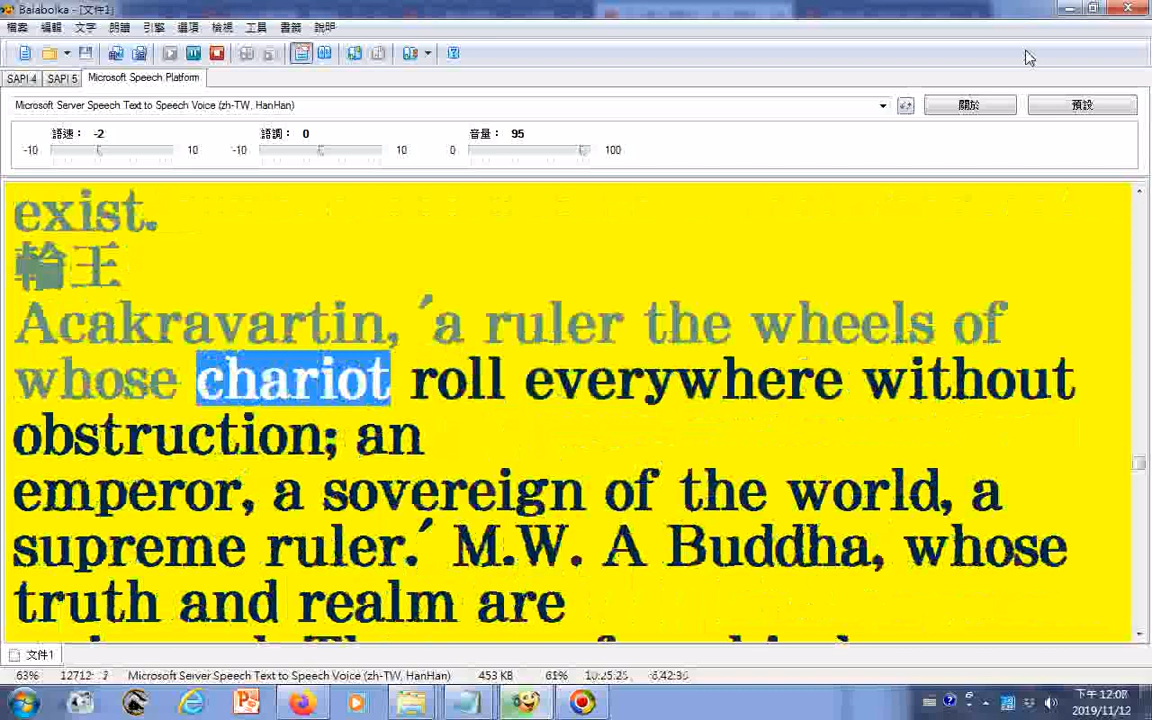 Balabolka - [文件1]
檔案 編輯 文字 朗讀 引擎 選項 檢視 工具 書籤 說明
SAPI 4 SAPI 5 Microsoft Speech Platform
Microsoft Server Speech Text to Speech Voice (zh-TW, HanHan)
關於 預設
語速： -2 語調： 0 音量： 95
-10 10 -10 10 0 100
exist.
輪王
Acakravartin, ´a ruler the wheels of
whose chariot roll everywhere without
obstruction; an
emperor, a sovereign of the world, a
supreme ruler.´ M.W. A Buddha, whose
truth and realm are
文件1
63% Microsoft Server Speech Text to Speech Voice (zh-TW, HanHan) 453 KB 61%
下午 12:08
2019/11/12